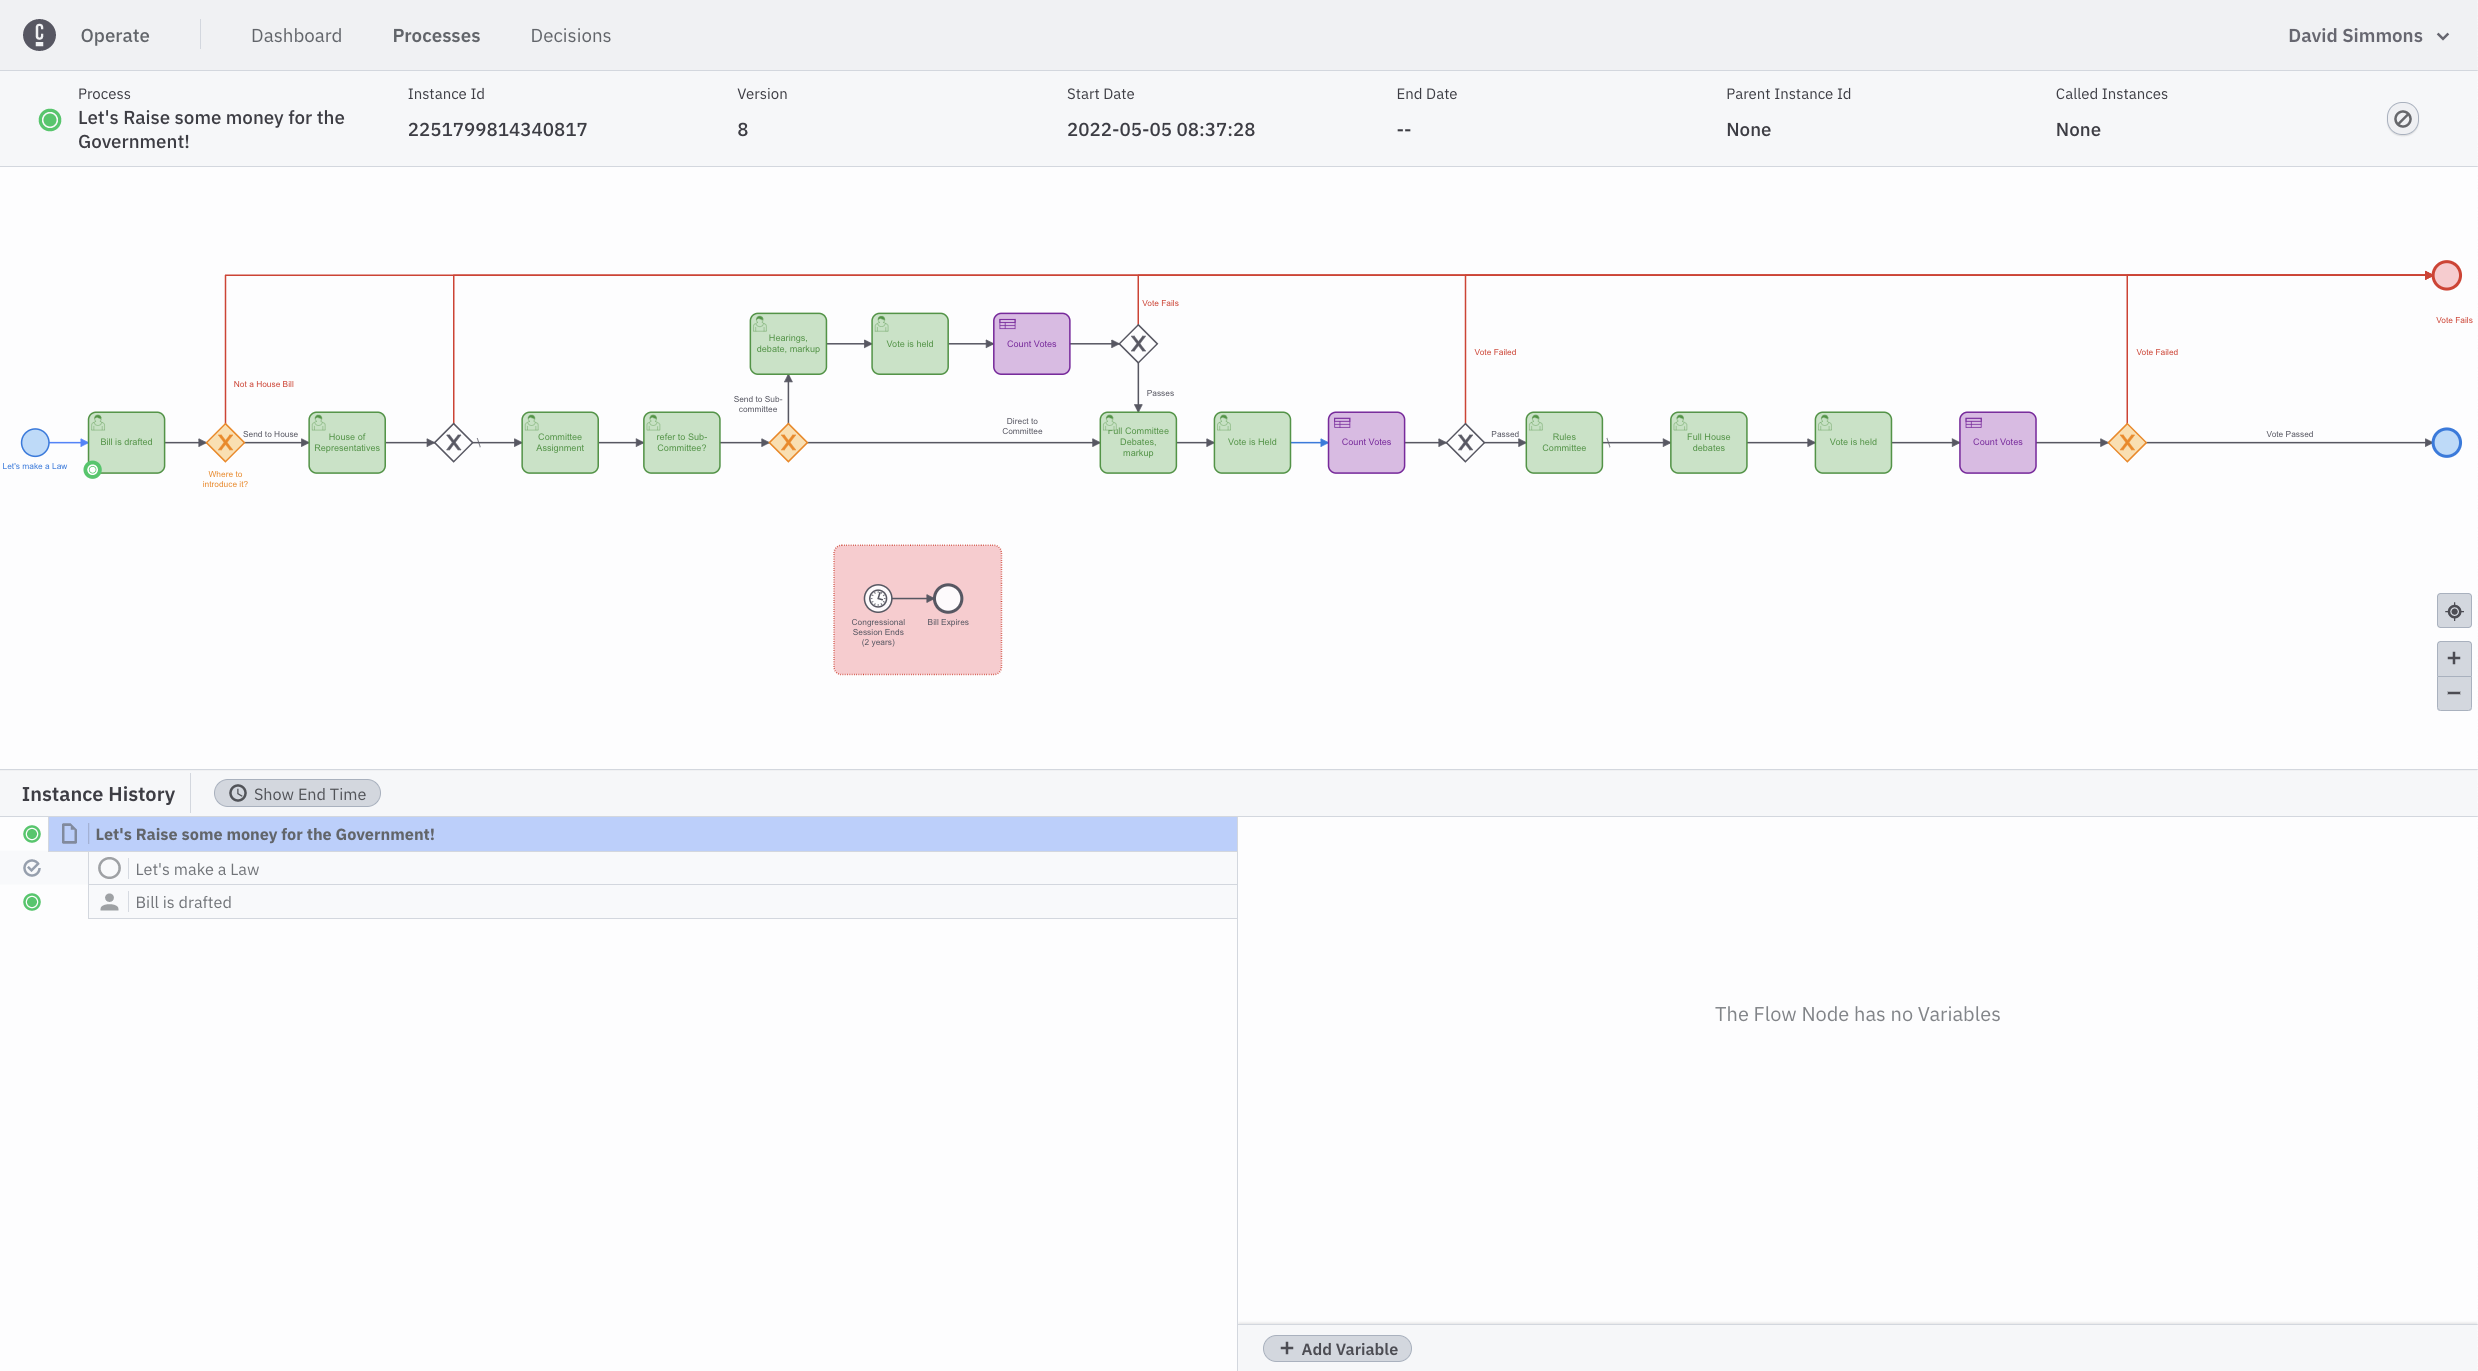 Operate
Dashboard
Processes
Decisions
David Simmons
Process
Let's Raise some money for the
Government!
Instance Id
2251799814340817
Version
8
Start Date
2022-05-05 08:37:28
End Date
--
Parent Instance Id
None
Called Instances
None
Vote Fails
Vote Fails
Hearings,
debate, markup
Vote is held
Count Votes
Vote Failed
Vote Failed
Not a House Bill
Send to Sub-
committee
Passes
Let's make a Law
Bill is drafted
Where to
introduce it?
Send to House
House of
Representatives
Committee
Assignment
refer to Sub-
Committee?
Direct to
Committee
Full Committee
Debates,
markup
Vote is Held
Count Votes
Passed
Rules
Committee
Full House
debates
Vote is held
Count Votes
Vote Passed
Congressional
Session Ends
(2 years)
Bill Expires
Instance History
Show End Time
Let's Raise some money for the Government!
Let's make a Law
Bill is drafted
The Flow Node has no Variables
Add Variable